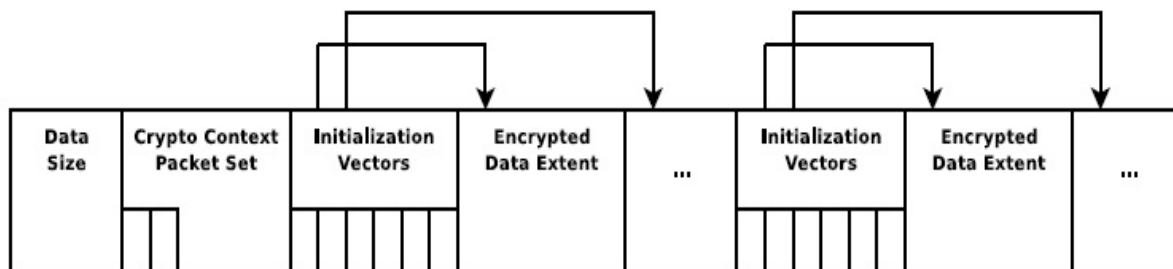 Data
Size
Crypto Context
Packet Set
Initialization
Vectors
Encrypted
Data Extent
...
Initialization
Vectors
Encrypted
Data Extent
...